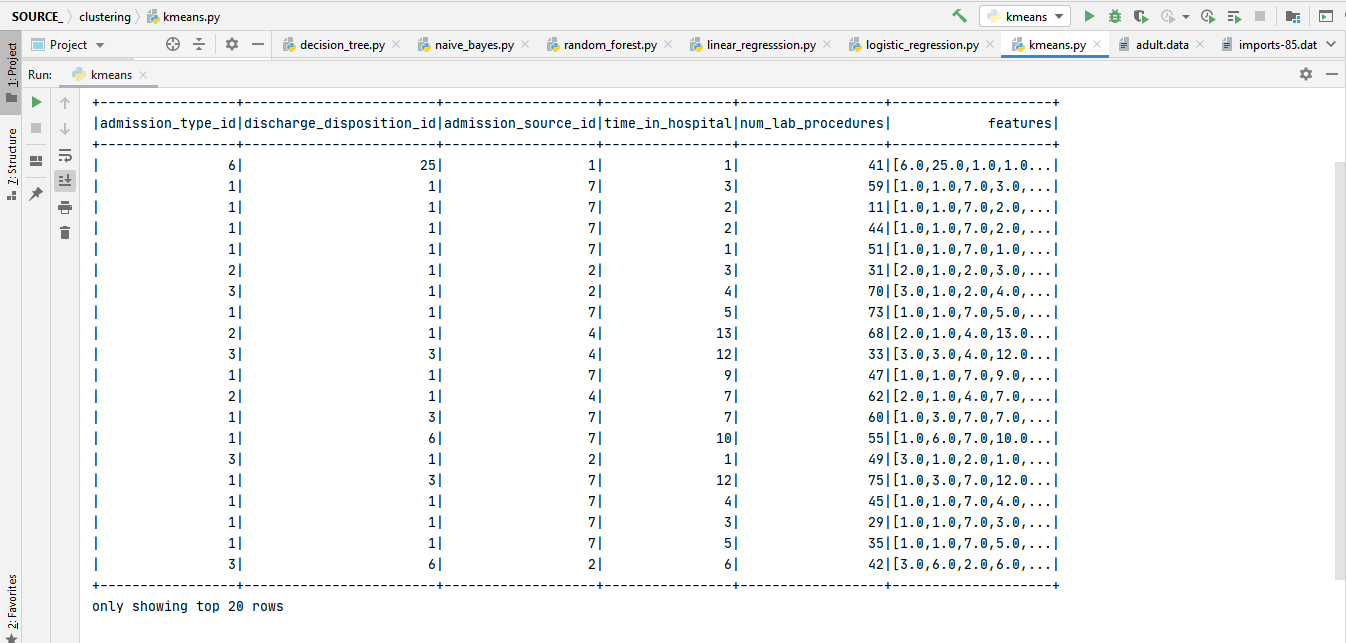 SOURCE_ clustering kmeans.py kmeans
Project decision_tree.py naive_bayes.py random_forest.py linear_regresssion.py logistic_regression.py kmeans.py adult.data imports-85.dat
1: Project
Run: kmeans
7: Structure
2: Favorites
+-----------------+------------------------+-------------------+----------------+------------------+--------------------+
|admission_type_id|discharge_disposition_id|admission_source_id|time_in_hospital|num_lab_procedures|            features|
+-----------------+------------------------+-------------------+----------------+------------------+--------------------+
|                6|                      25|                  1|               1|                41|[6.0,25.0,1.0,1.0...|
|                1|                       1|                  7|               3|                59|[1.0,1.0,7.0,3.0,...|
|                1|                       1|                  7|               2|                11|[1.0,1.0,7.0,2.0,...|
|                1|                       1|                  7|               2|                44|[1.0,1.0,7.0,2.0,...|
|                1|                       1|                  7|               1|                51|[1.0,1.0,7.0,1.0,...|
|                2|                       1|                  2|               3|                31|[2.0,1.0,2.0,3.0,...|
|                3|                       1|                  2|               4|                70|[3.0,1.0,2.0,4.0,...|
|                1|                       1|                  7|               5|                73|[1.0,1.0,7.0,5.0,...|
|                2|                       1|                  4|              13|                68|[2.0,1.0,4.0,13.0...|
|                3|                       3|                  4|              12|                33|[3.0,3.0,4.0,12.0...|
|                1|                       1|                  7|               9|                47|[1.0,1.0,7.0,9.0,...|
|                2|                       1|                  4|               7|                62|[2.0,1.0,4.0,7.0,...|
|                1|                       3|                  7|               7|                60|[1.0,3.0,7.0,7.0,...|
|                1|                       6|                  7|              10|                55|[1.0,6.0,7.0,10.0...|
|                3|                       1|                  2|               1|                49|[3.0,1.0,2.0,1.0,...|
|                1|                       3|                  7|              12|                75|[1.0,3.0,7.0,12.0...|
|                1|                       1|                  7|               4|                45|[1.0,1.0,7.0,4.0,...|
|                1|                       1|                  7|               3|                29|[1.0,1.0,7.0,3.0,...|
|                1|                       1|                  7|               5|                35|[1.0,1.0,7.0,5.0,...|
|                3|                       6|                  2|               6|                42|[3.0,6.0,2.0,6.0,...|
+-----------------+------------------------+-------------------+----------------+------------------+--------------------+
only showing top 20 rows